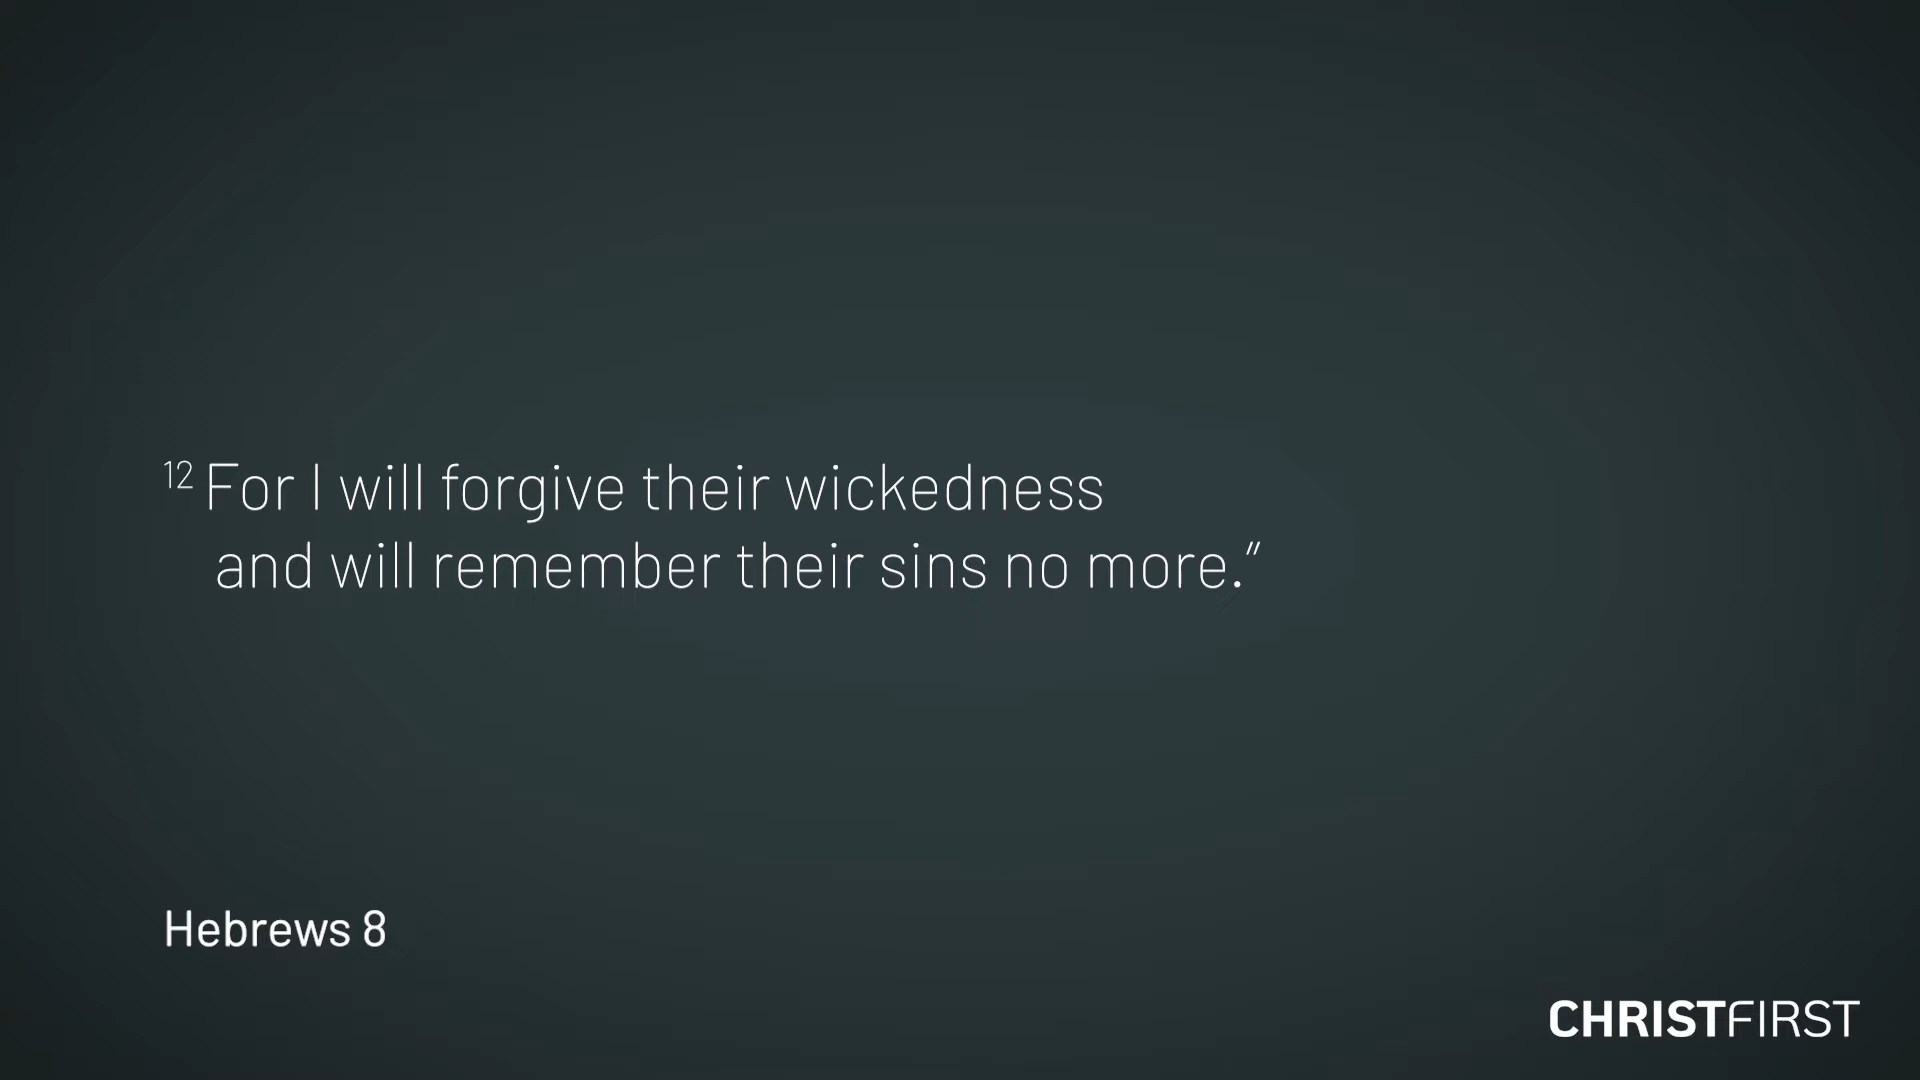 12 For I will forgive their wickedness
and will remember their sins no more.”
Hebrews 8
CHRISTFIRST